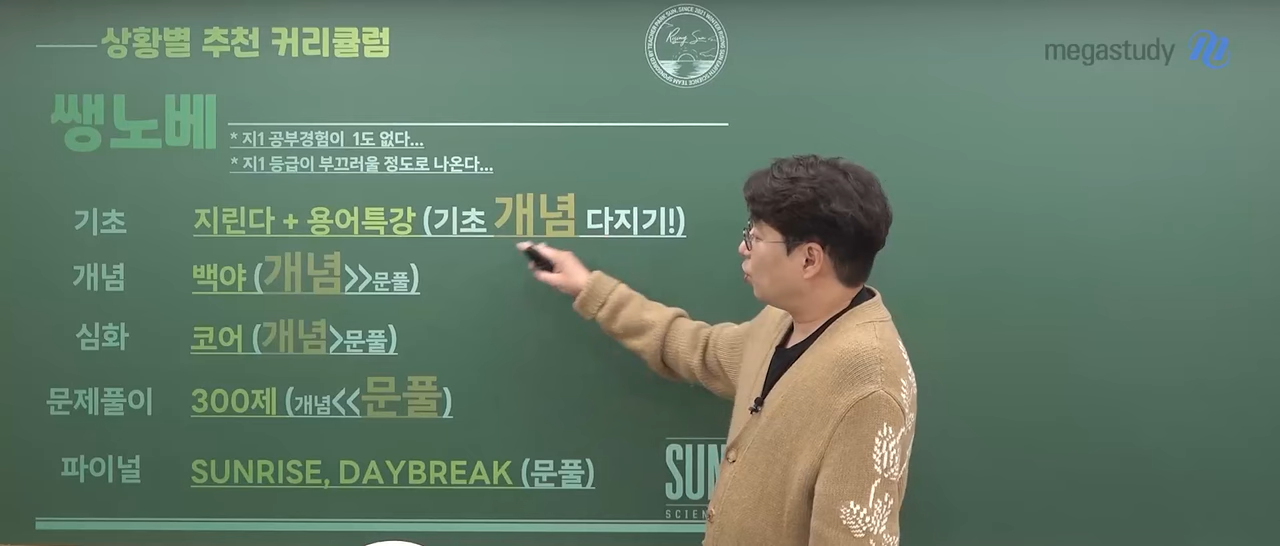 상황별 추천 커리큘럼
megastudy
쌩노베
* 지1 공부경험이 1도 없다...
* 지1 등급이 부끄러울 정도로 나온다...
기초 지린다 + 용어특강 (기초 개념 다지기!)
개념 백야 (개념>>문풀)
심화 코어 (개념>문풀)
문제풀이 300제 (개념<<문풀)
파이널 SUNRISE, DAYBREAK (문풀)
SUN
SCIEN